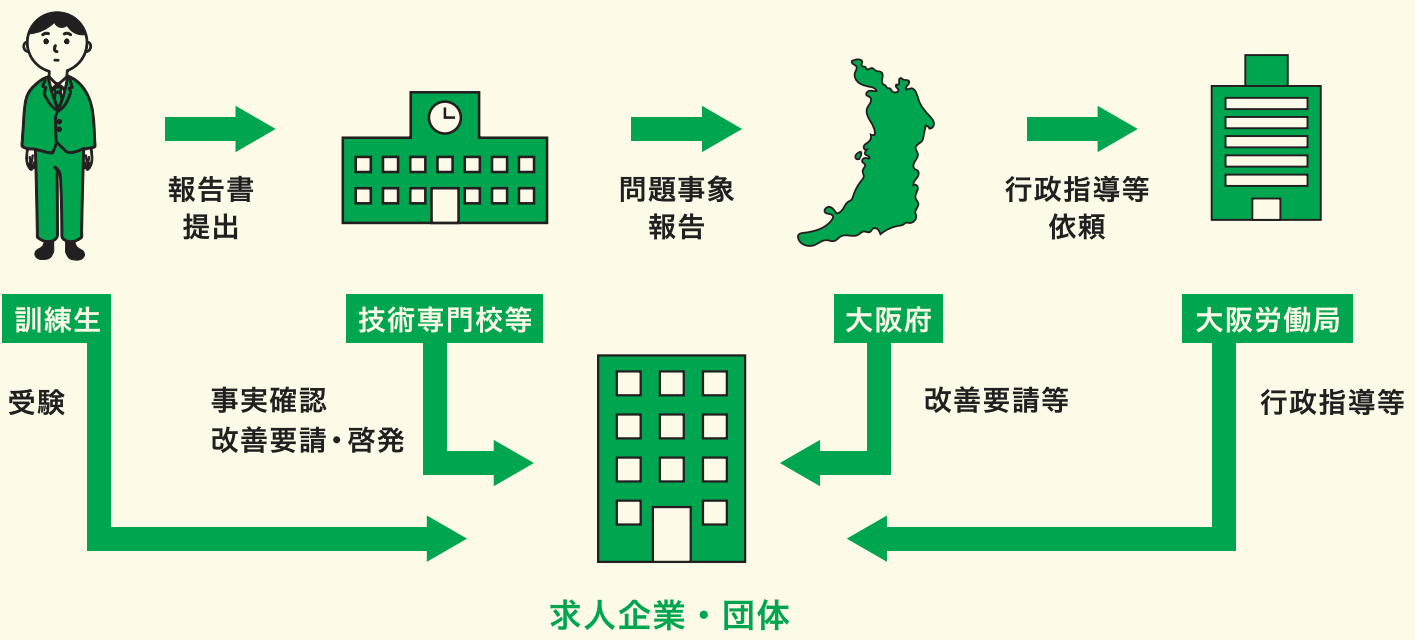 報告書
提出
問題事象
報告
行政指導等
依頼
訓練生
技術専門校等
大阪府
大阪労働局
受験
事実確認
改善要請・啓発
改善要請等
行政指導等
求人企業・団体